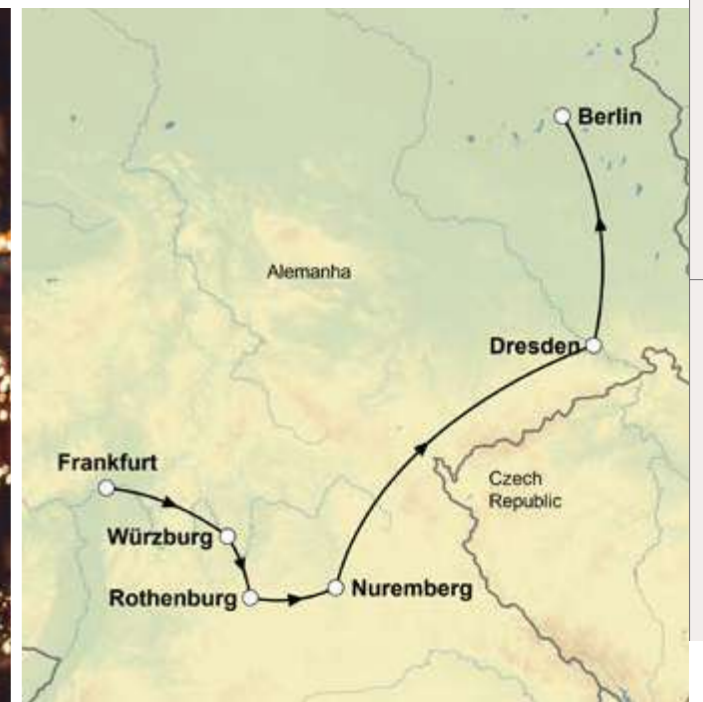 Berlin
Alemanha
Dresden
Frankfurt
Czech
Republic
Würzburg
Nuremberg
Rothenburg